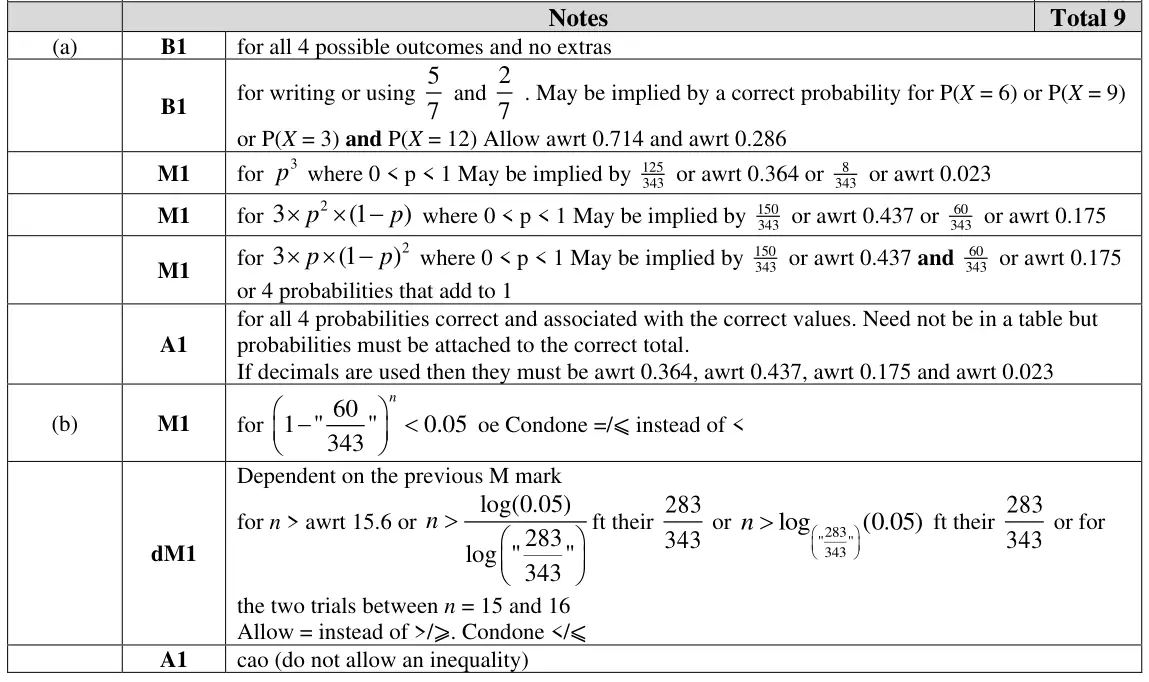 Notes Total 9
(a) B1 for all 4 possible outcomes and no extras
B1 for writing or using 5/7 and 2/7 . May be implied by a correct probability for P(X = 6) or P(X = 9)
or P(X = 3) and P(X = 12) Allow awrt 0.714 and awrt 0.286
M1 for p³ where 0 < p < 1 May be implied by 125/343 or awrt 0.364 or 8/343 or awrt 0.023
M1 for 3 × p² × (1 − p) where 0 < p < 1 May be implied by 150/343 or awrt 0.437 or 60/343 or awrt 0.175
M1 for 3 × p × (1 − p)² where 0 < p < 1 May be implied by 150/343 or awrt 0.437 and 60/343 or awrt 0.175
or 4 probabilities that add to 1
A1 for all 4 probabilities correct and associated with the correct values. Need not be in a table but
probabilities must be attached to the correct total.
If decimals are used then they must be awrt 0.364, awrt 0.437, awrt 0.175 and awrt 0.023
(b) M1 for (1 − "60/343")ⁿ < 0.05 oe Condone =/⩽ instead of <
dM1 Dependent on the previous M mark
for n > awrt 15.6 or n > log(0.05)/log("283/343") ft their 283/343 or n > log_("283/343")(0.05) ft their 283/343 or for
the two trials between n = 15 and 16
Allow = instead of >/⩾. Condone </⩽
A1 cao (do not allow an inequality)